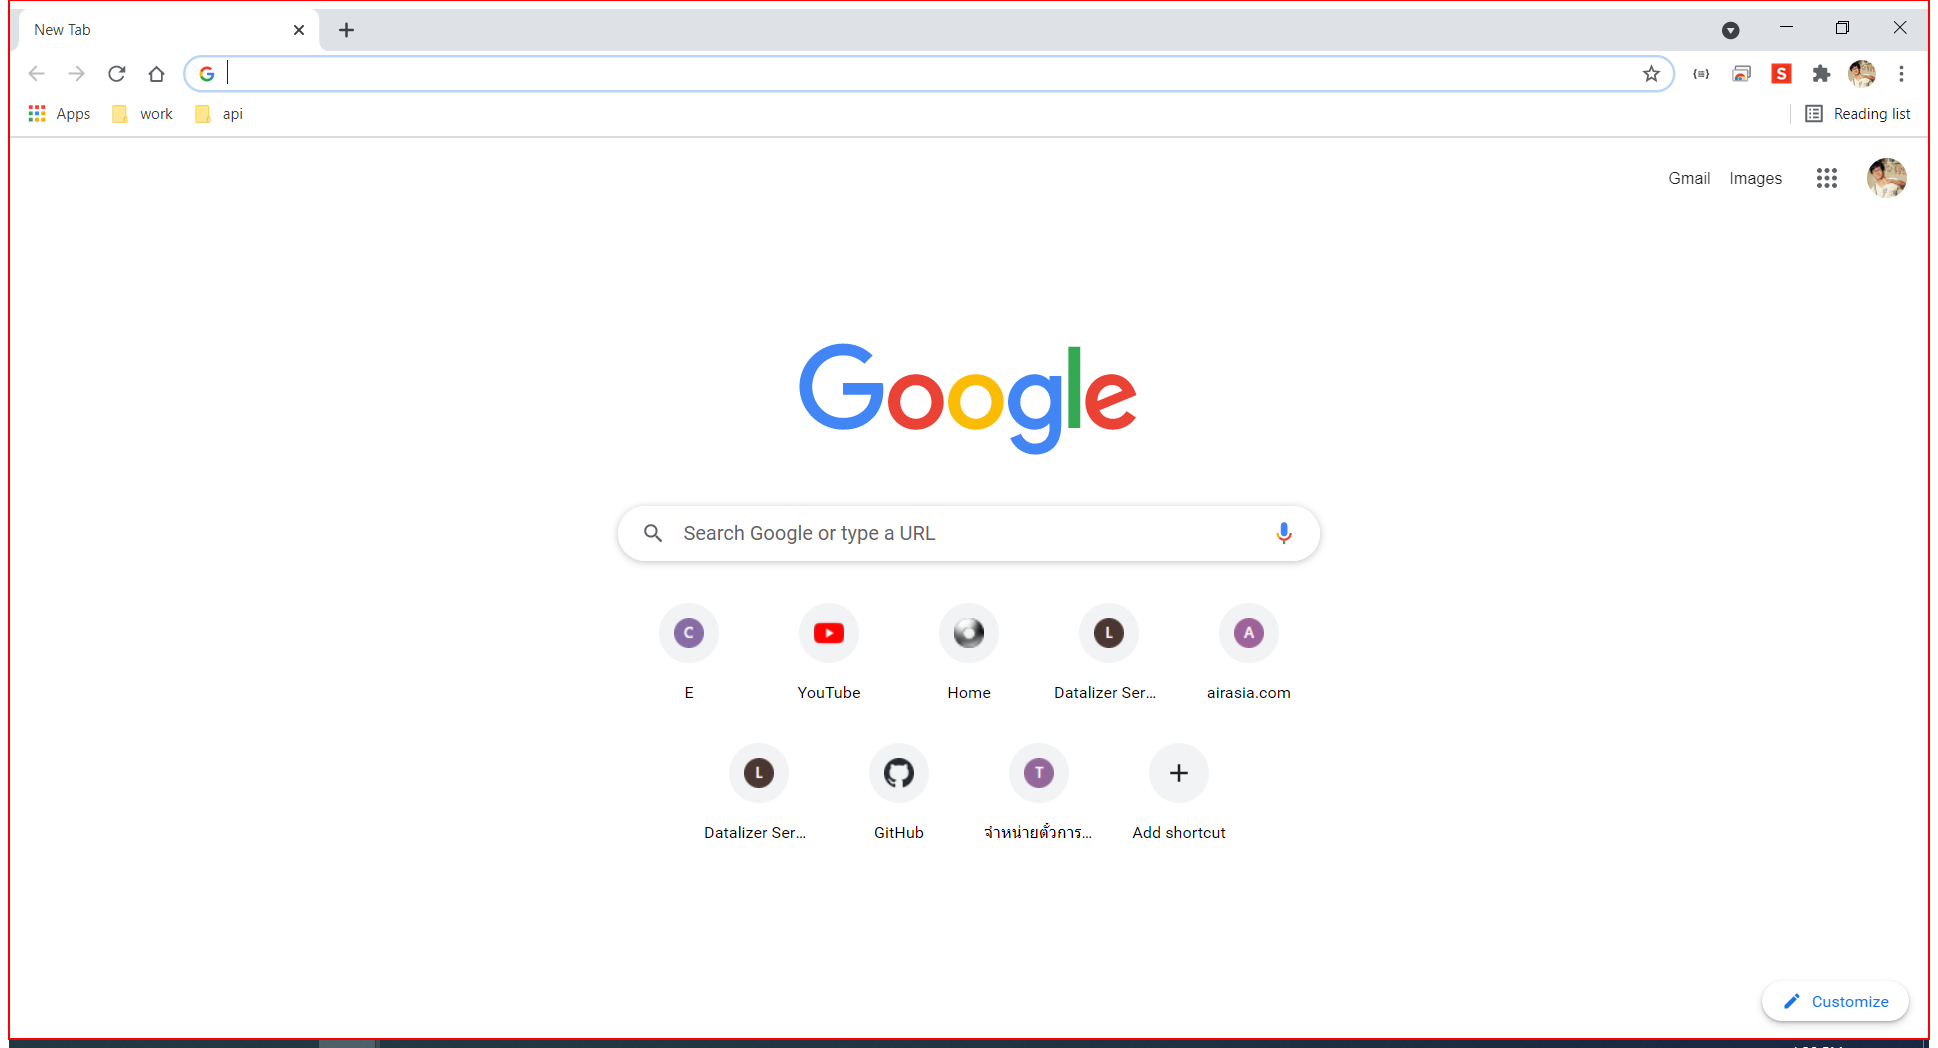 New Tab
Apps work api Reading list
Gmail Images
Google
Search Google or type a URL
C L A
E YouTube Home Datalizer Ser... airasia.com
L T
Datalizer Ser... GitHub จำหน่ายตั๋วการ... Add shortcut
Customize